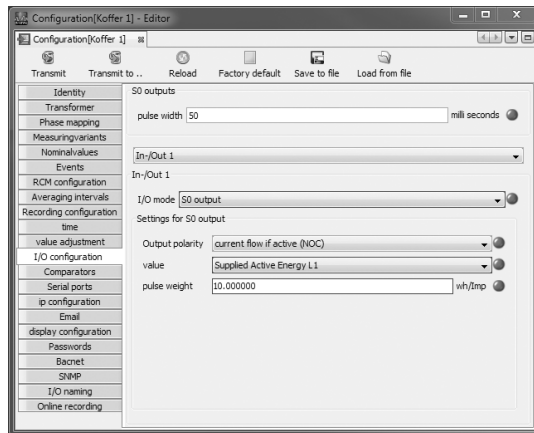 Configuration[Koffer 1] - Editor
Configuration[Koffer 1]
Transmit
Transmit to ..
Reload
Factory default
Save to file
Load from file
Identity
Transformer
Phase mapping
Measuringvariants
Nominalvalues
Events
RCM configuration
Averaging intervals
Recording configuration
time
value adjustment
I/O configuration
Comparators
Serial ports
ip configuration
Email
display configuration
Passwords
Bacnet
SNMP
I/O naming
Online recording
S0 outputs
pulse width 50 milli seconds
In-/Out 1
In-/Out 1
I/O mode S0 output
Settings for S0 output
Output polarity current flow if active (NOC)
value Supplied Active Energy L1
pulse weight 10.000000 wh/Imp